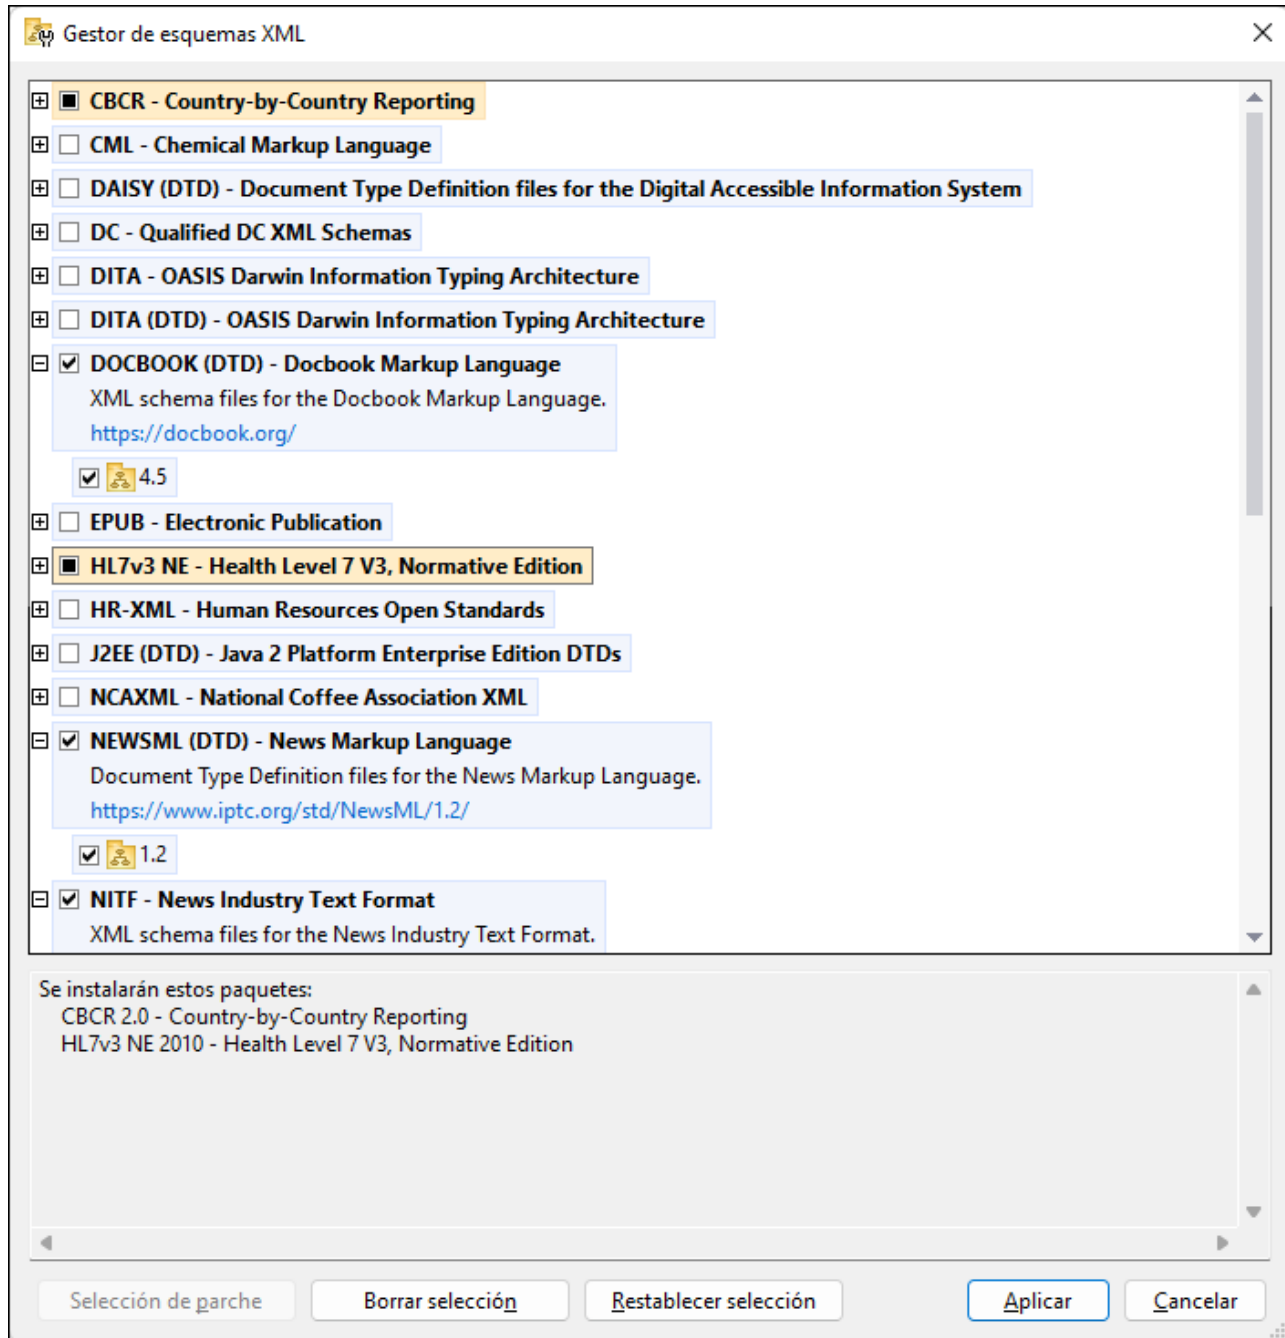 Gestor de esquemas XML
CBCR - Country-by-Country Reporting
CML - Chemical Markup Language
DAISY (DTD) - Document Type Definition files for the Digital Accessible Information System
DC - Qualified DC XML Schemas
DITA - OASIS Darwin Information Typing Architecture
DITA (DTD) - OASIS Darwin Information Typing Architecture
DOCBOOK (DTD) - Docbook Markup Language
XML schema files for the Docbook Markup Language.
https://docbook.org/
4.5
EPUB - Electronic Publication
HL7v3 NE - Health Level 7 V3, Normative Edition
HR-XML - Human Resources Open Standards
J2EE (DTD) - Java 2 Platform Enterprise Edition DTDs
NCAXML - National Coffee Association XML
NEWSML (DTD) - News Markup Language
Document Type Definition files for the News Markup Language.
https://www.iptc.org/std/NewsML/1.2/
1.2
NITF - News Industry Text Format
XML schema files for the News Industry Text Format.
Se instalarán estos paquetes:
CBCR 2.0 - Country-by-Country Reporting
HL7v3 NE 2010 - Health Level 7 V3, Normative Edition
Selección de parche Borrar selección Restablecer selección Aplicar Cancelar